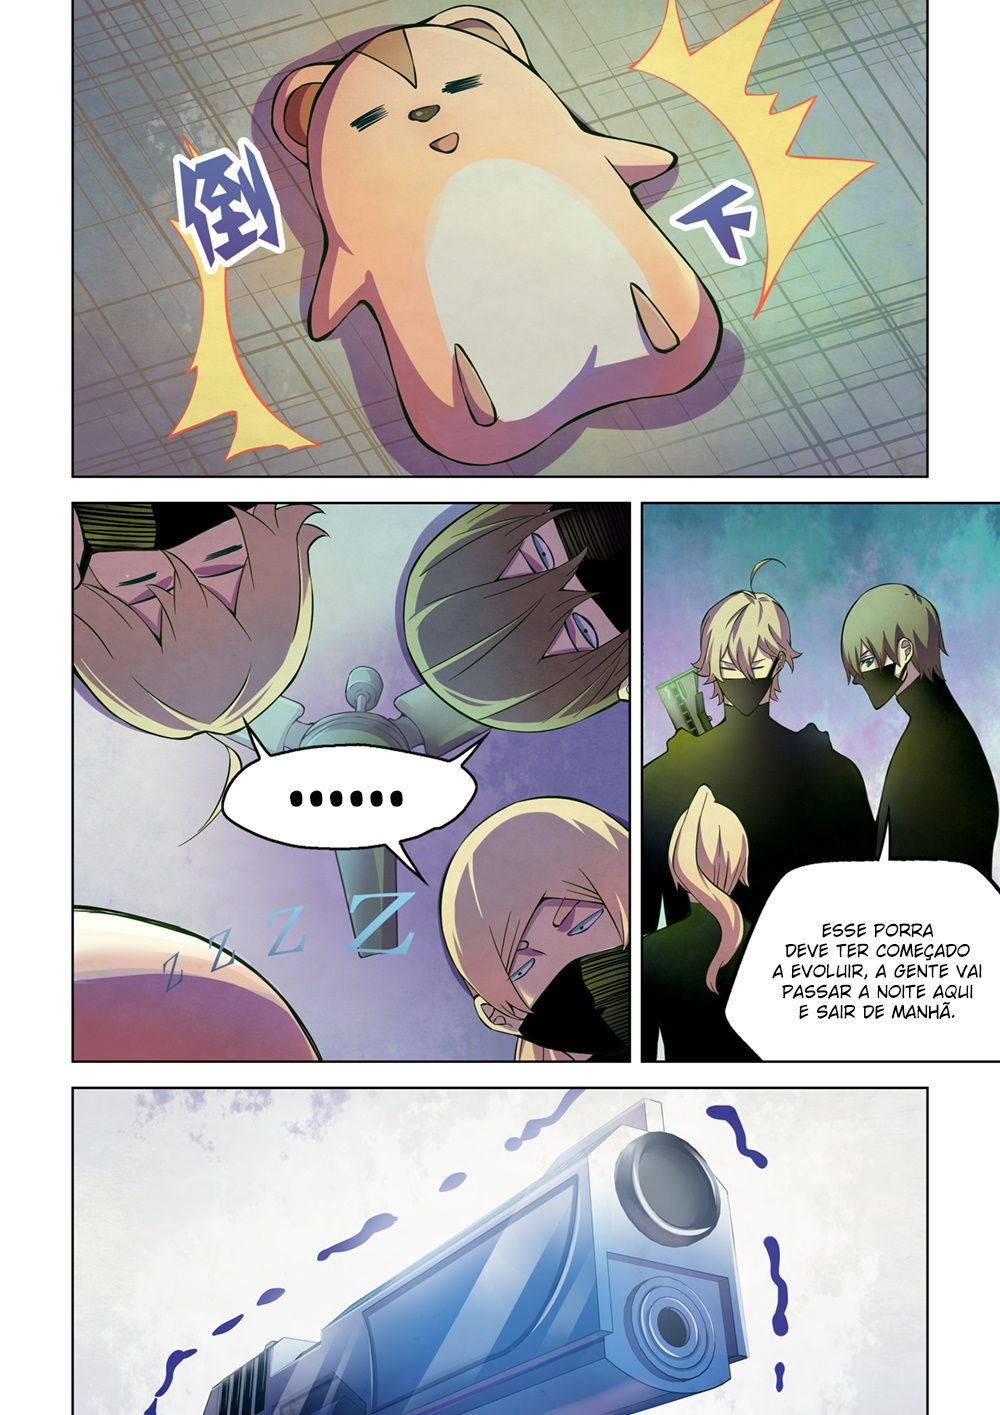 倒
下
......
z z Z Z
ESSE PORRA
DEVE TER COMEÇADO
A EVOLUIR, A GENTE VAI
PASSAR A NOITE AQUI
E SAIR DE MANHÃ.